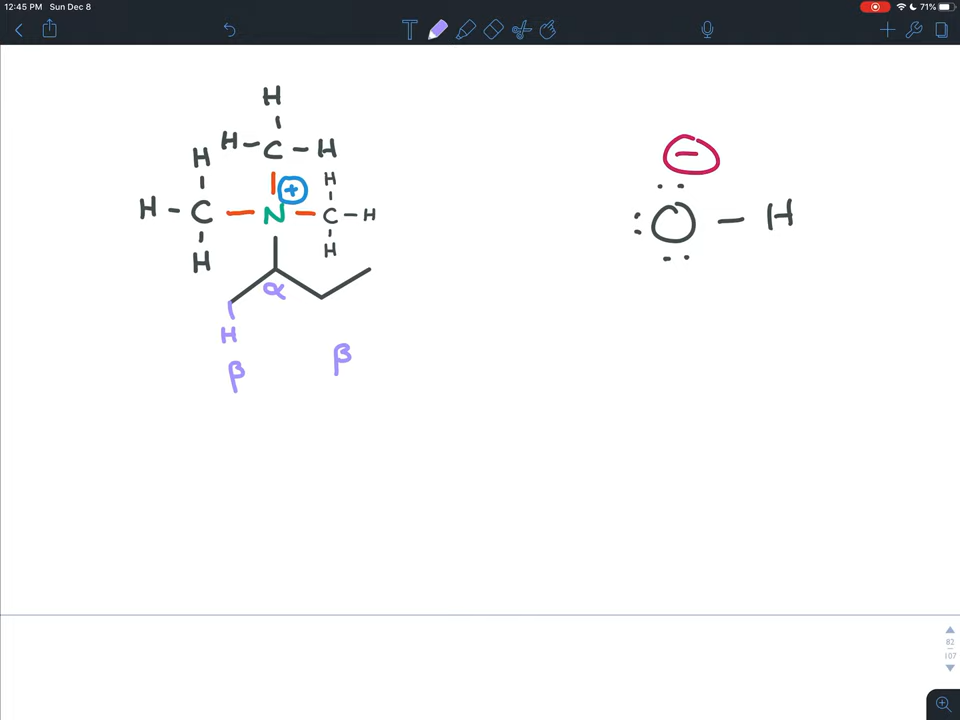 12:45 PM Sun Dec 8 71%
T
H
H - C - H
H H
H - C - N + - C - H
H H
α
H
β β
−
:O - H
82
107